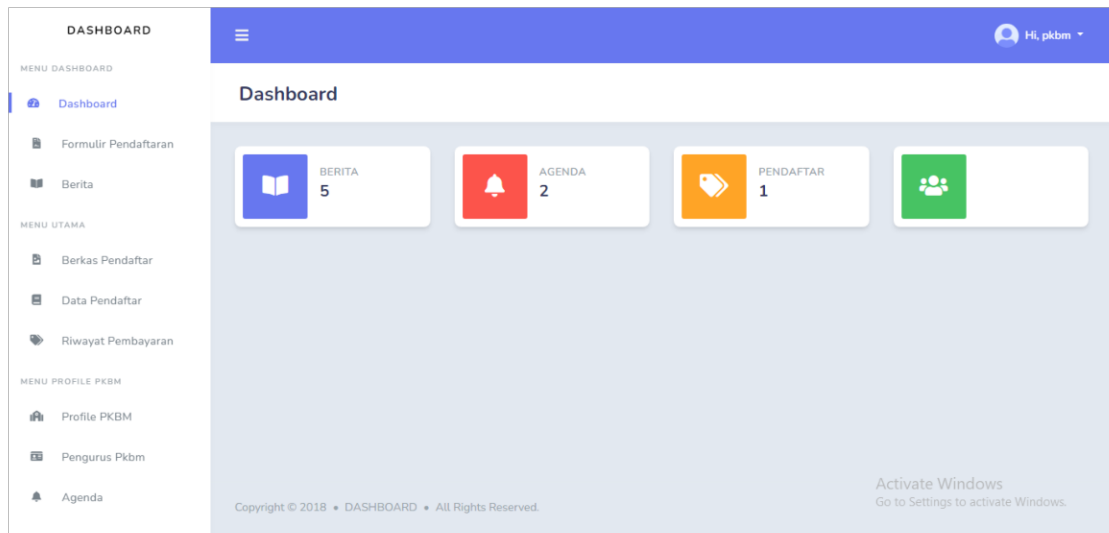 DASHBOARD
MENU DASHBOARD
Dashboard
Formulir Pendaftaran
Berita
MENU UTAMA
Berkas Pendaftar
Data Pendaftar
Riwayat Pembayaran
MENU PROFILE PKBM
Profile PKBM
Pengurus Pkbm
Agenda
Hi, pkbm
Dashboard
BERITA
5
AGENDA
2
PENDAFTAR
1
Activate Windows
Go to Settings to activate Windows.
Copyright © 2018 • DASHBOARD • All Rights Reserved.